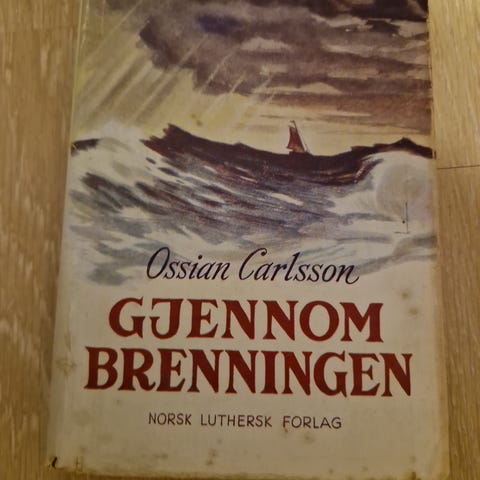 Ossian Carlsson
GJENNOM
BRENNINGEN
NORSK LUTHERSK FORLAG